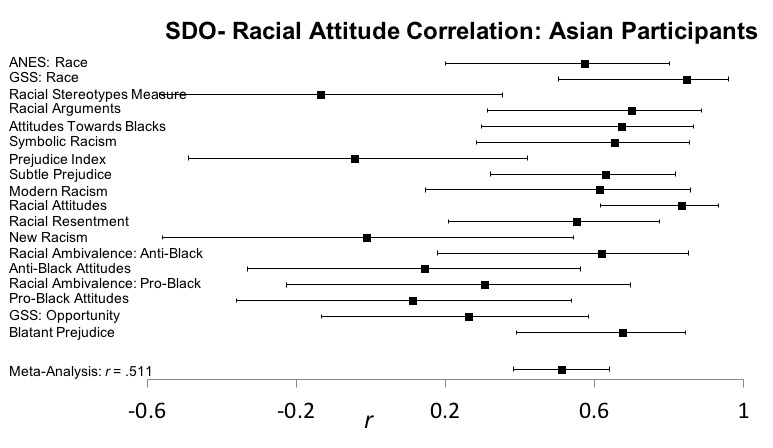 SDO- Racial Attitude Correlation: Asian Participants
ANES: Race
GSS: Race
Racial Stereotypes Measure
Racial Arguments
Attitudes Towards Blacks
Symbolic Racism
Prejudice Index
Subtle Prejudice
Modern Racism
Racial Attitudes
Racial Resentment
New Racism
Racial Ambivalence: Anti-Black
Anti-Black Attitudes
Racial Ambivalence: Pro-Black
Pro-Black Attitudes
GSS: Opportunity
Blatant Prejudice
Meta-Analysis: r = .511
-0.6 -0.2 0.2 0.6 1
r